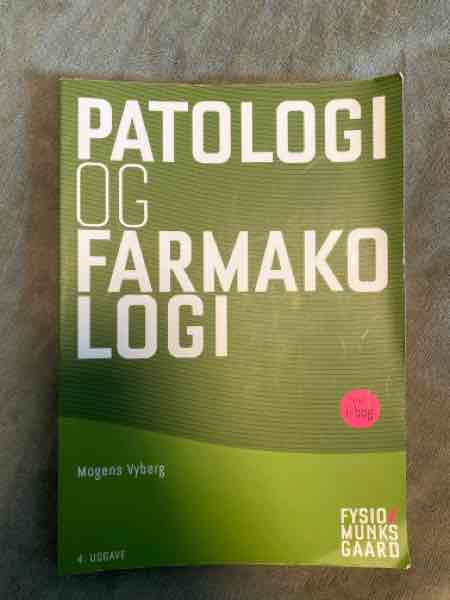 PATOLOGI
OG
FARMAKO
LOGI
i-bog
Mogens Vyberg
FYSIO/
MUNKS
GAARD
4. UDGAVE